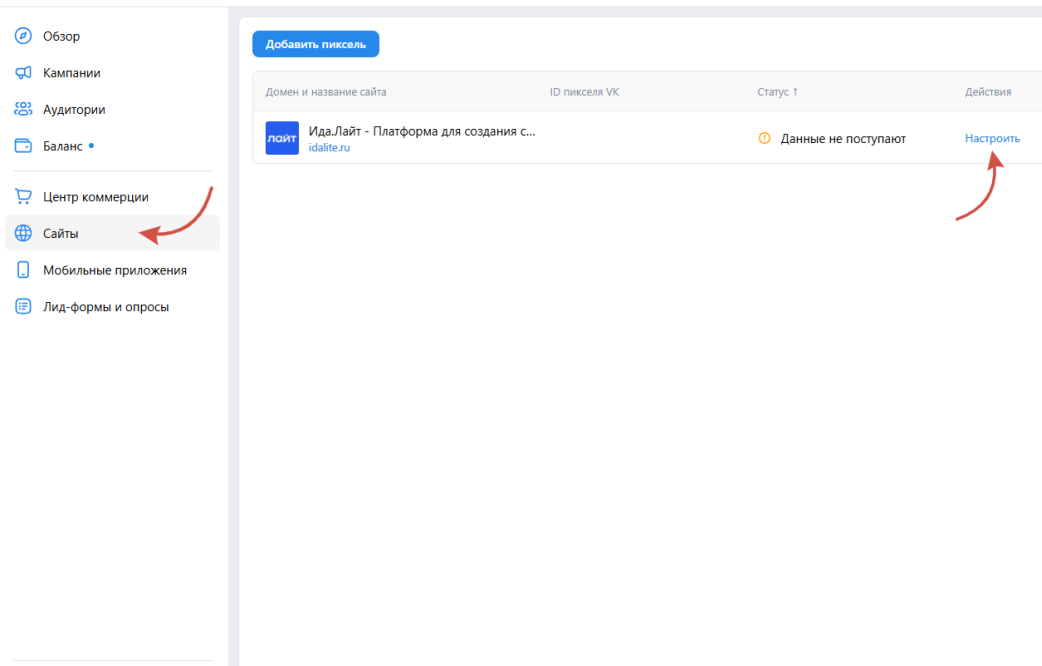 Обзор
Кампании
Аудитории
Баланс
Центр коммерции
Сайты
Мобильные приложения
Лид-формы и опросы
Добавить пиксель
Домен и название сайта ID пикселя VK Статус ↑ Действия
лайт Ида.Лайт - Платформа для создания с...
idalite.ru
Данные не поступают Настроить